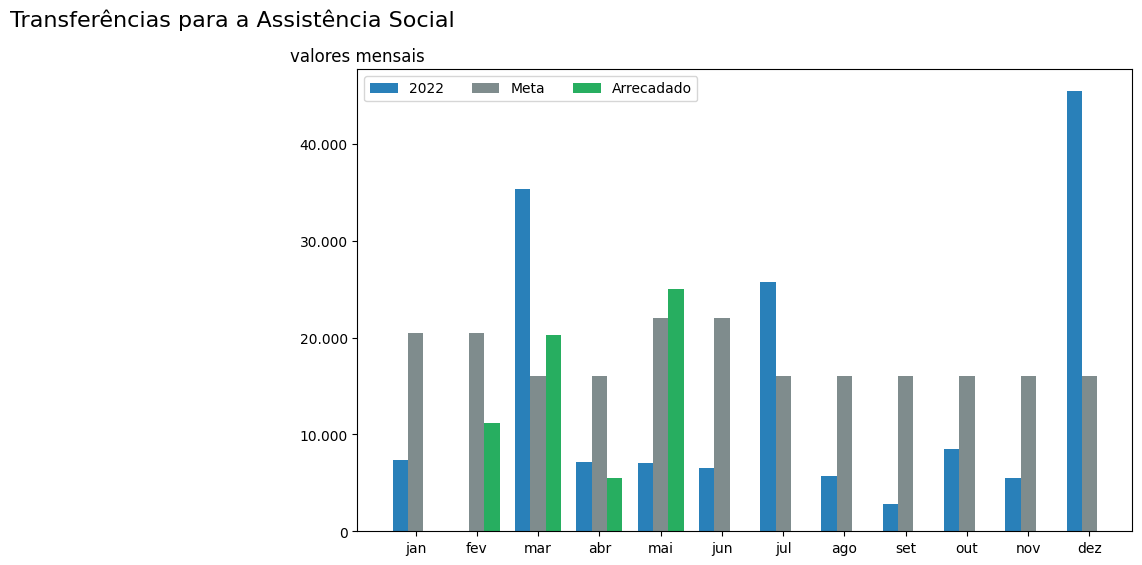 Transferências para a Assistência Social
valores mensais
2022 Meta Arrecadado
40.000
30.000
20.000
10.000
0
jan fev mar abr mai jun jul ago set out nov dez